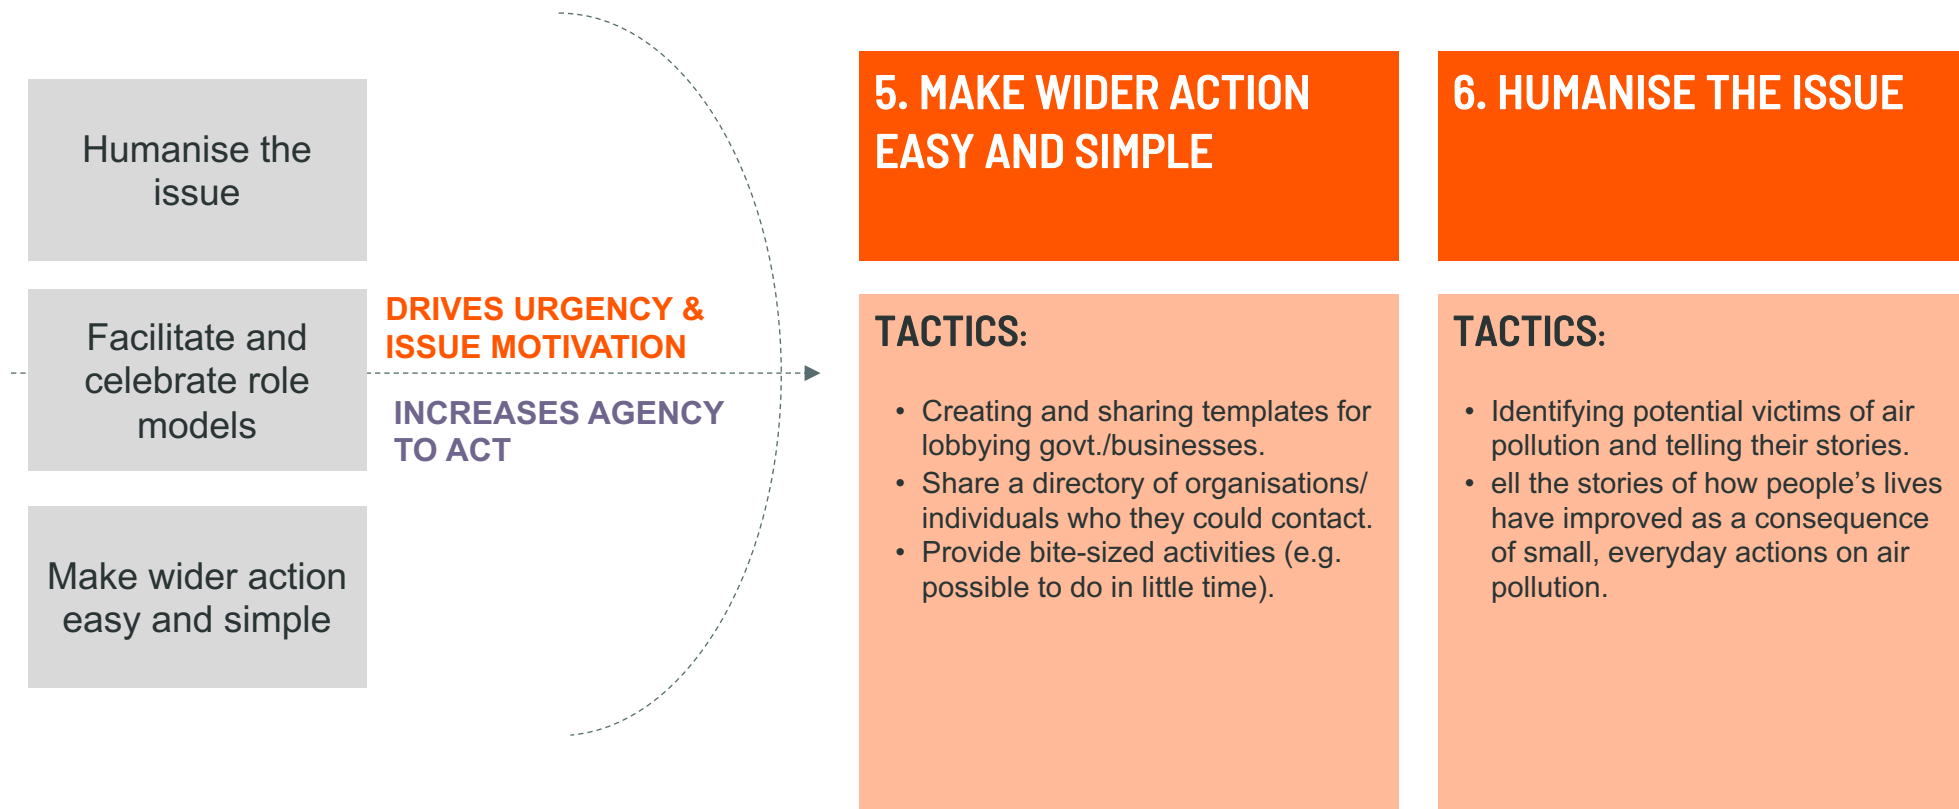 Humanise the
issue
Facilitate and
celebrate role
models
Make wider action
easy and simple
DRIVES URGENCY &
ISSUE MOTIVATION
INCREASES AGENCY
TO ACT
5. MAKE WIDER ACTION
EASY AND SIMPLE
TACTICS:
• Creating and sharing templates for
lobbying govt./businesses.
• Share a directory of organisations/
individuals who they could contact.
• Provide bite-sized activities (e.g.
possible to do in little time).
6. HUMANISE THE ISSUE
TACTICS:
• Identifying potential victims of air
pollution and telling their stories.
• ell the stories of how people’s lives
have improved as a consequence
of small, everyday actions on air
pollution.